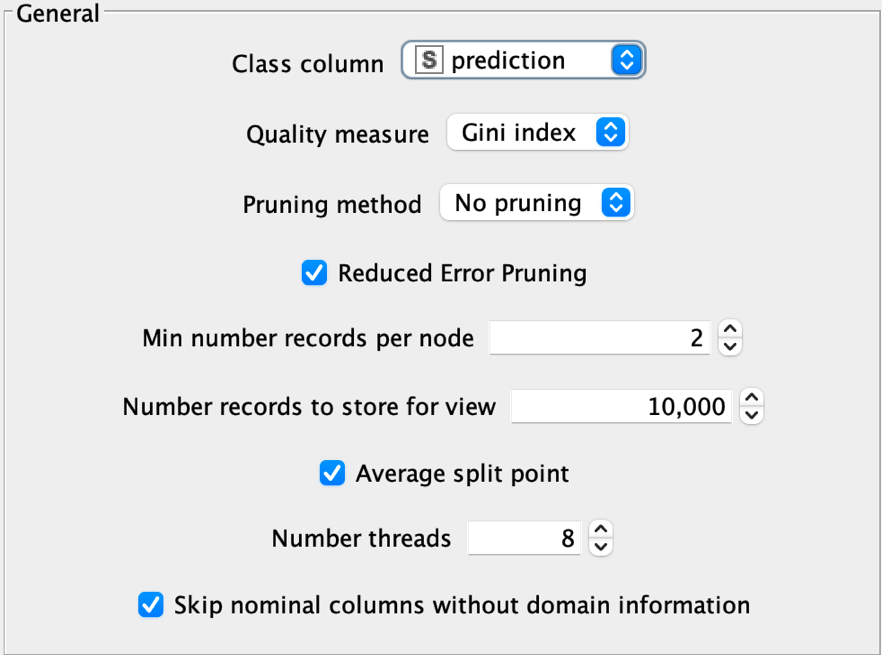 General
Class column S prediction
Quality measure Gini index
Pruning method No pruning
Reduced Error Pruning
Min number records per node 2
Number records to store for view 10,000
Average split point
Number threads 8
Skip nominal columns without domain information